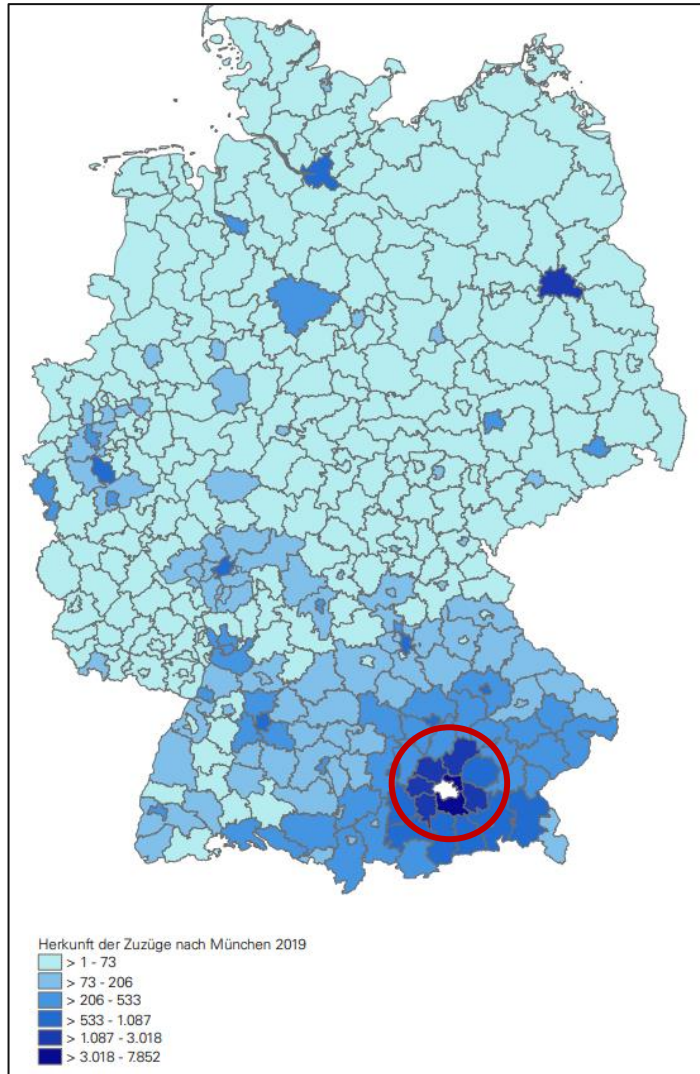 Herkunft der Zuzüge nach München 2019
> 1 - 73
> 73 - 206
> 206 - 533
> 533 - 1.087
> 1.087 - 3.018
> 3.018 - 7.852